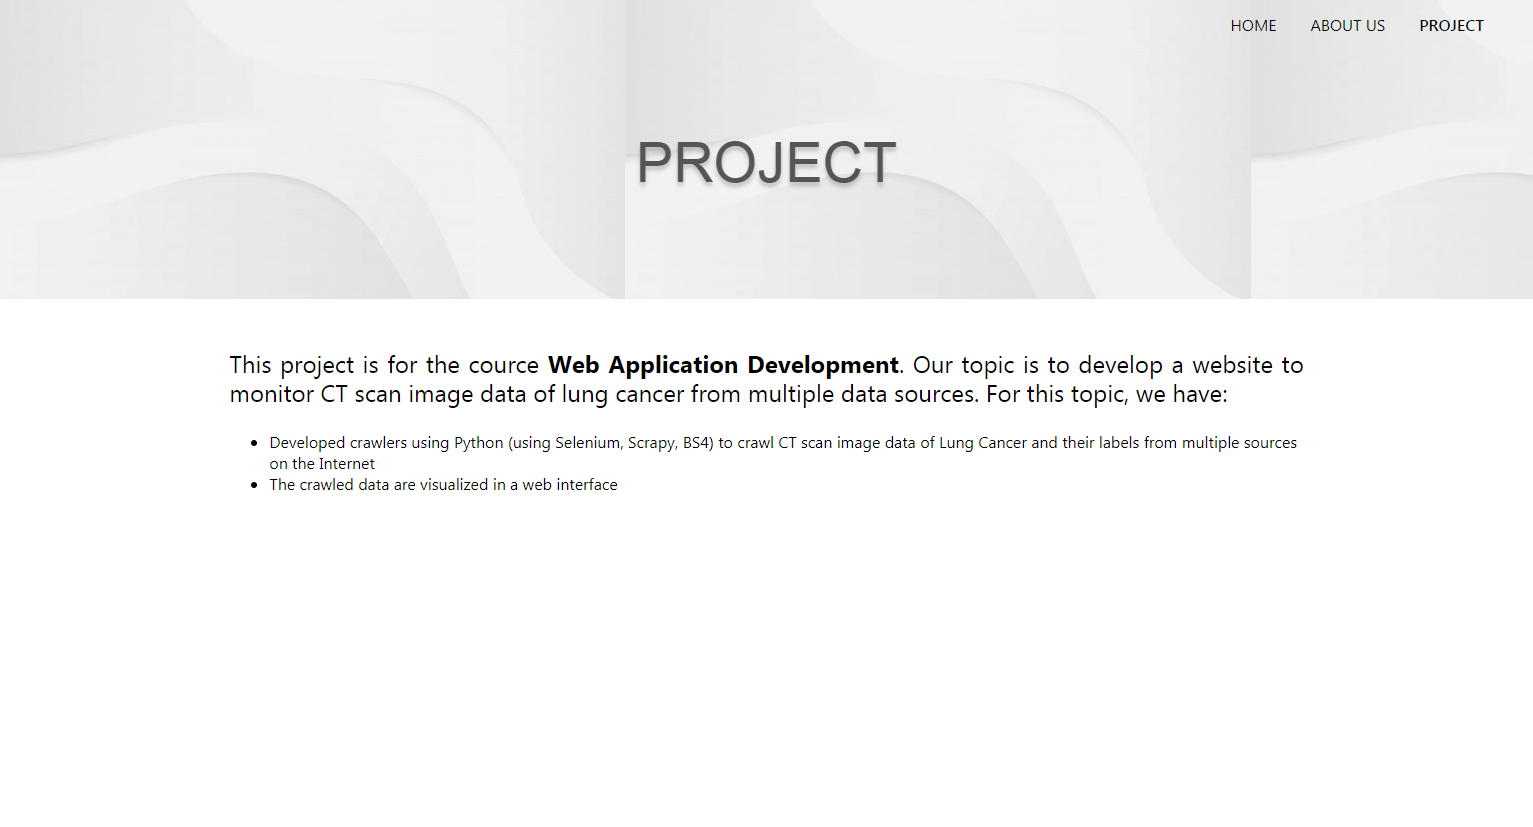 HOME ABOUT US PROJECT
PROJECT
This project is for the cource Web Application Development. Our topic is to develop a website to
monitor CT scan image data of lung cancer from multiple data sources. For this topic, we have:
• Developed crawlers using Python (using Selenium, Scrapy, BS4) to crawl CT scan image data of Lung Cancer and their labels from multiple sources
on the Internet
• The crawled data are visualized in a web interface